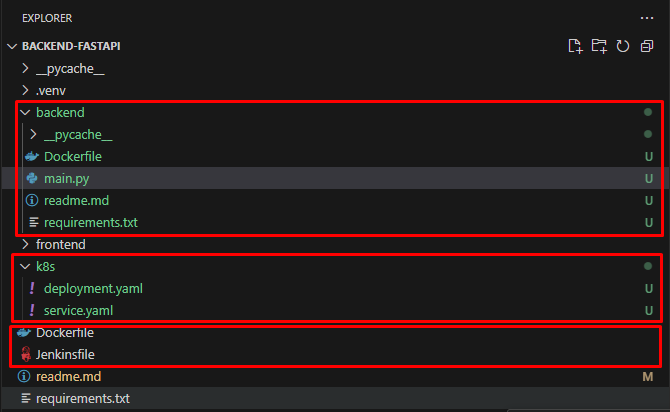 EXPLORER ...
BACKEND-FASTAPI
__pycache__
.venv
backend
__pycache__
Dockerfile U
main.py U
readme.md U
requirements.txt U
frontend
k8s
! deployment.yaml U
! service.yaml U
Dockerfile
Jenkinsfile
readme.md M
requirements.txt